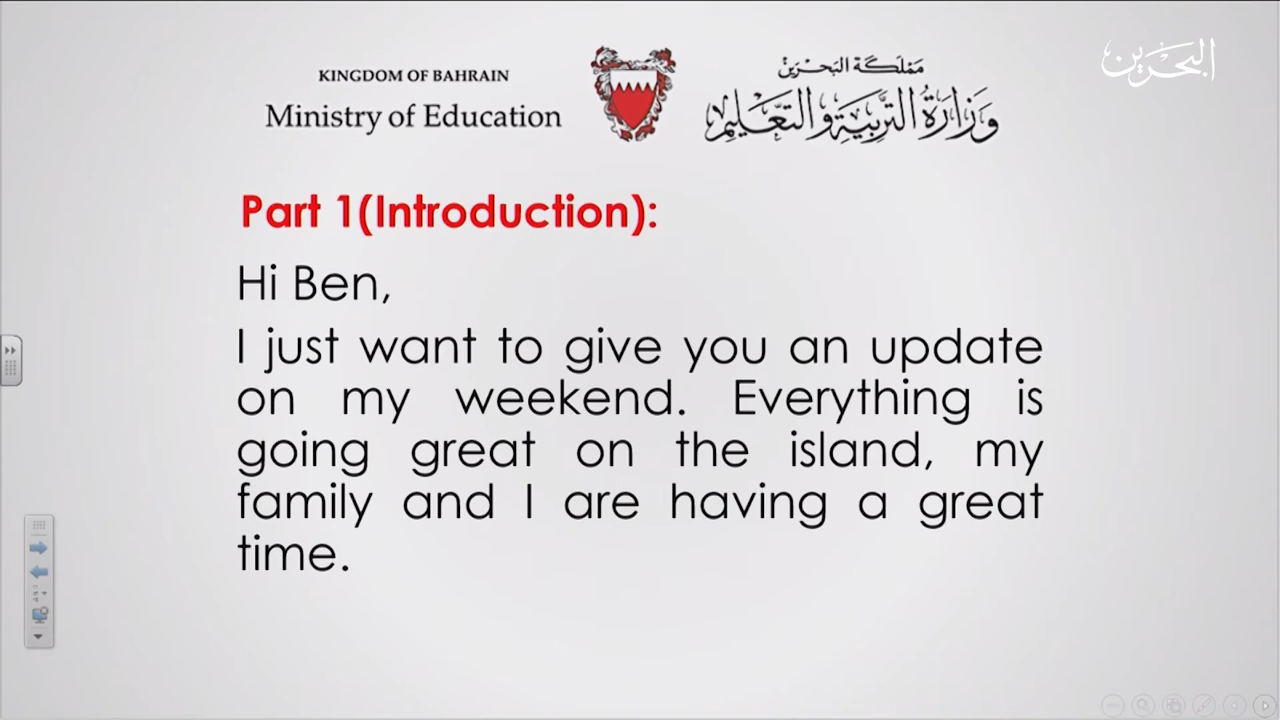 KINGDOM OF BAHRAIN
Ministry of Education
مملكة البحرين
وزارة التربية والتعليم
البحرين
Part 1(Introduction):
Hi Ben,
I just want to give you an update
on my weekend. Everything is
going great on the island, my
family and I are having a great
time.